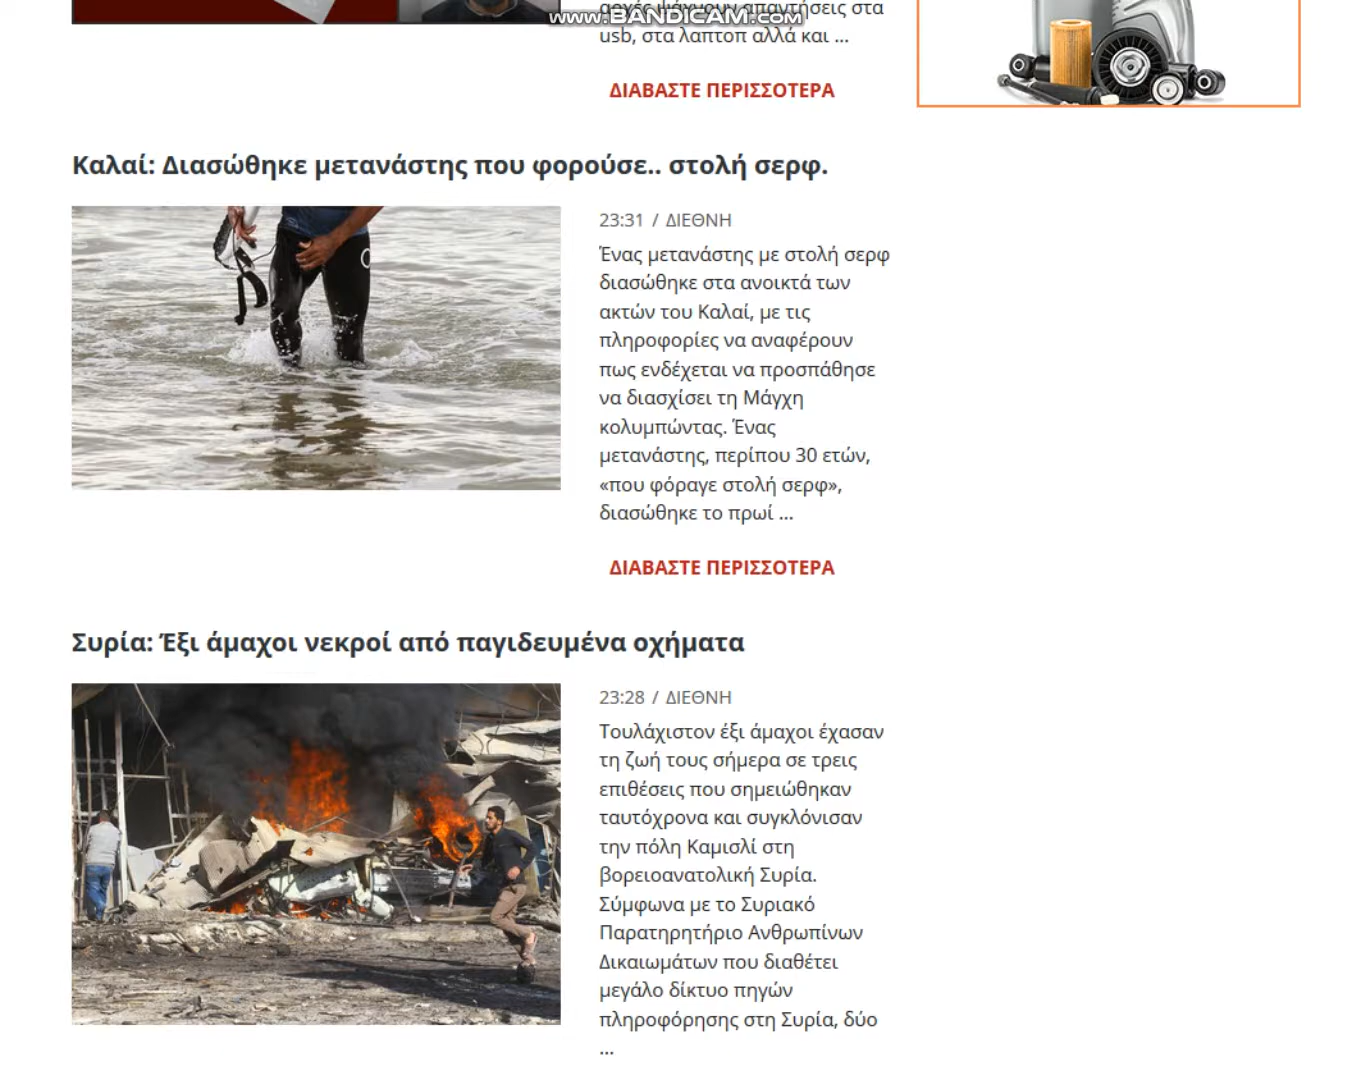 www.BANDICAM.com
αρχές ψάχνουν απαντήσεις στα
usb, στα λαπτοπ αλλά και ...
ΔΙΑΒΑΣΤΕ ΠΕΡΙΣΣΟΤΕΡΑ
Καλαί: Διασώθηκε μετανάστης που φορούσε.. στολή σερφ.
23:31 / ΔΙΕΘΝΗ
Ένας μετανάστης με στολή σερφ
διασώθηκε στα ανοικτά των
ακτών του Καλαί, με τις
πληροφορίες να αναφέρουν
πως ενδέχεται να προσπάθησε
να διασχίσει τη Μάγχη
κολυμπώντας. Ένας
μετανάστης, περίπου 30 ετών,
«που φόραγε στολή σερφ»,
διασώθηκε το πρωί ...
ΔΙΑΒΑΣΤΕ ΠΕΡΙΣΣΟΤΕΡΑ
Συρία: Έξι άμαχοι νεκροί από παγιδευμένα οχήματα
23:28 / ΔΙΕΘΝΗ
Τουλάχιστον έξι άμαχοι έχασαν
τη ζωή τους σήμερα σε τρεις
επιθέσεις που σημειώθηκαν
ταυτόχρονα και συγκλόνισαν
την πόλη Καμισλί στη
βορειοανατολική Συρία.
Σύμφωνα με το Συριακό
Παρατηρητήριο Ανθρωπίνων
Δικαιωμάτων που διαθέτει
μεγάλο δίκτυο πηγών
πληροφόρησης στη Συρία, δύο
...